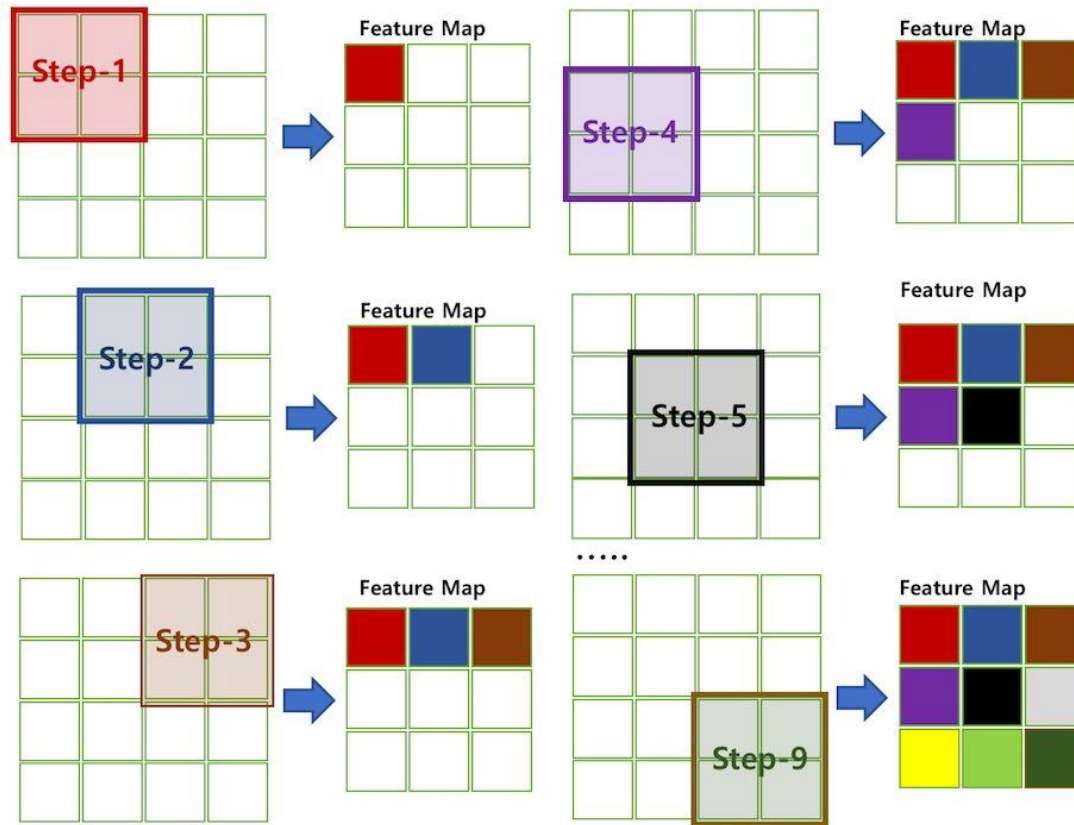 Step-1
Feature Map
Step-2
Feature Map
Step-3
Feature Map
Step-4
Feature Map
Step-5
Feature Map
.....
Step-9
Feature Map